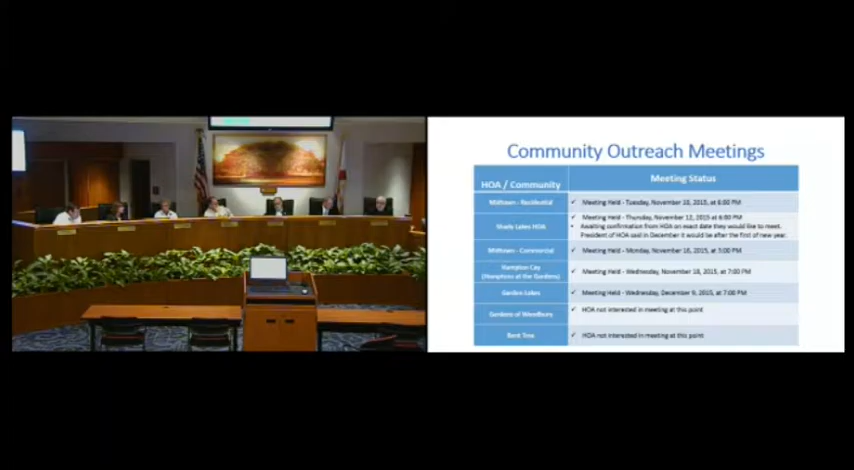 Community Outreach Meetings
HOA / Community
Meeting Status
Midtown - Residential
✓ Meeting Held - Tuesday, November 10, 2015, at 6:00 PM
Shady Lakes HOA
✓ Meeting Held - Thursday, November 12, 2015 at 6:00 PM
• Awaiting confirmation from HOA on exact date they would like to meet.
President of HOA said in December it would be after the first of new year.
Midtown - Commercial
✓ Meeting Held - Monday, November 16, 2015, at 5:00 PM
Hampton Cay
(Hamptons at the Gardens)
✓ Meeting Held - Wednesday, November 18, 2015, at 7:00 PM
Garden Lakes
✓ Meeting Held - Wednesday, December 9, 2015, at 7:00 PM
Gardens of Woodbury
✓ HOA not interested in meeting at this point
Bent Tree
✓ HOA not interested in meeting at this point